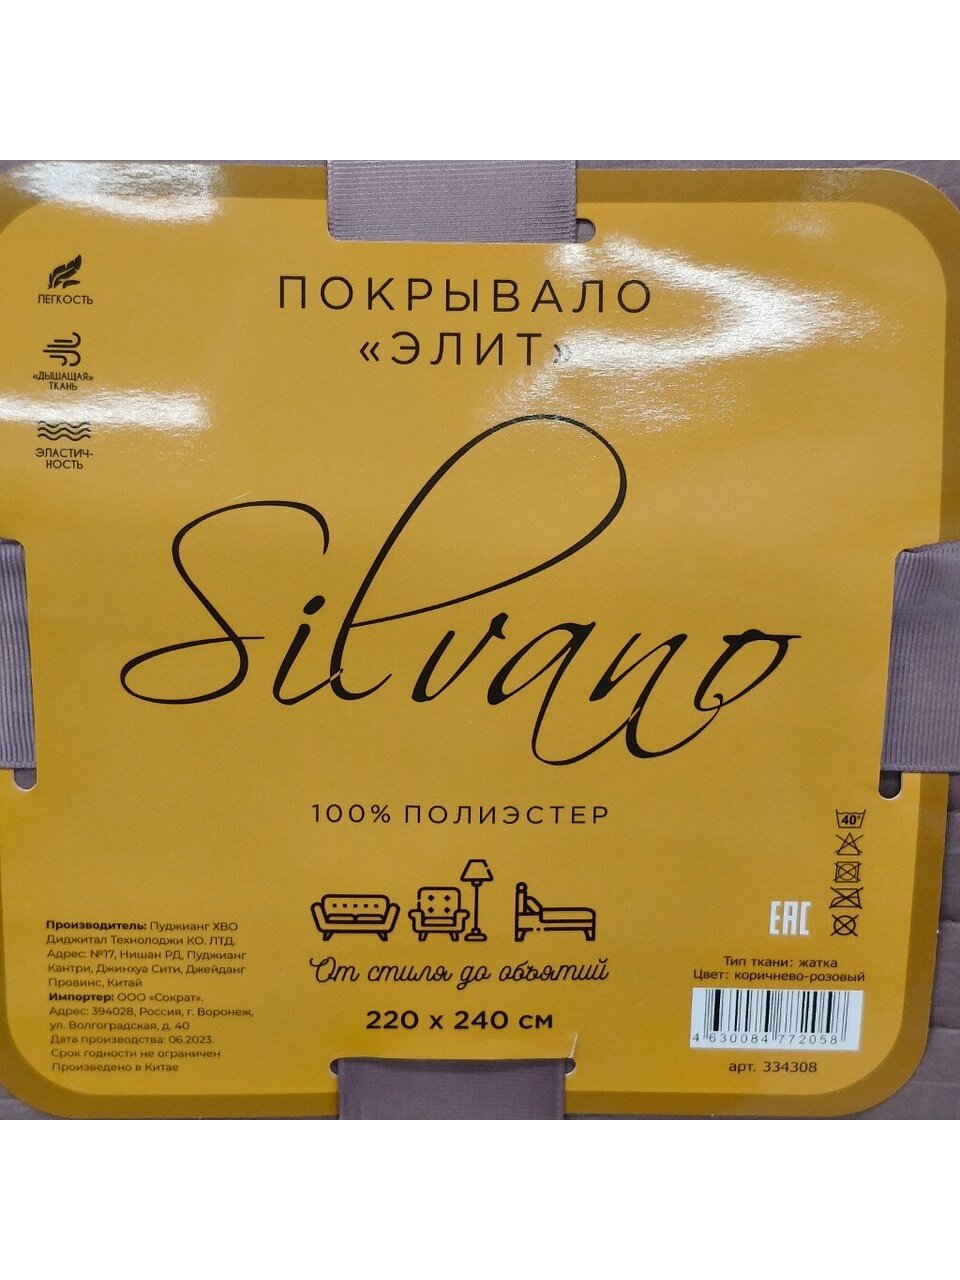 ЛЕГКОСТЬ
«ДЫШАЩАЯ»
ТКАНЬ
ЭЛАСТИЧ-
НОСТЬ
ПОКРЫВАЛО
«ЭЛИТ»
Silvano
100% ПОЛИЭСТЕР
От стиля до объятий
220 х 240 см
Производитель: Пуджианг ХВО
Диджитал Технолоджи КО. ЛТД.
Адрес: №17, Нишан РД, Пуджианг
Кантри, Джинхуа Сити, Джейданг
Провинс, Китай
Импортер: ООО «Сократ».
Адрес: 394028, Россия, г. Воронеж,
ул. Волгоградская, д. 40
Дата производства: 06.2023.
Срок годности не ограничен
Произведено в Китае
40°
EAC
Тип ткани: жатка
Цвет: коричнево-розовый
4 630084 772058
арт. 334308